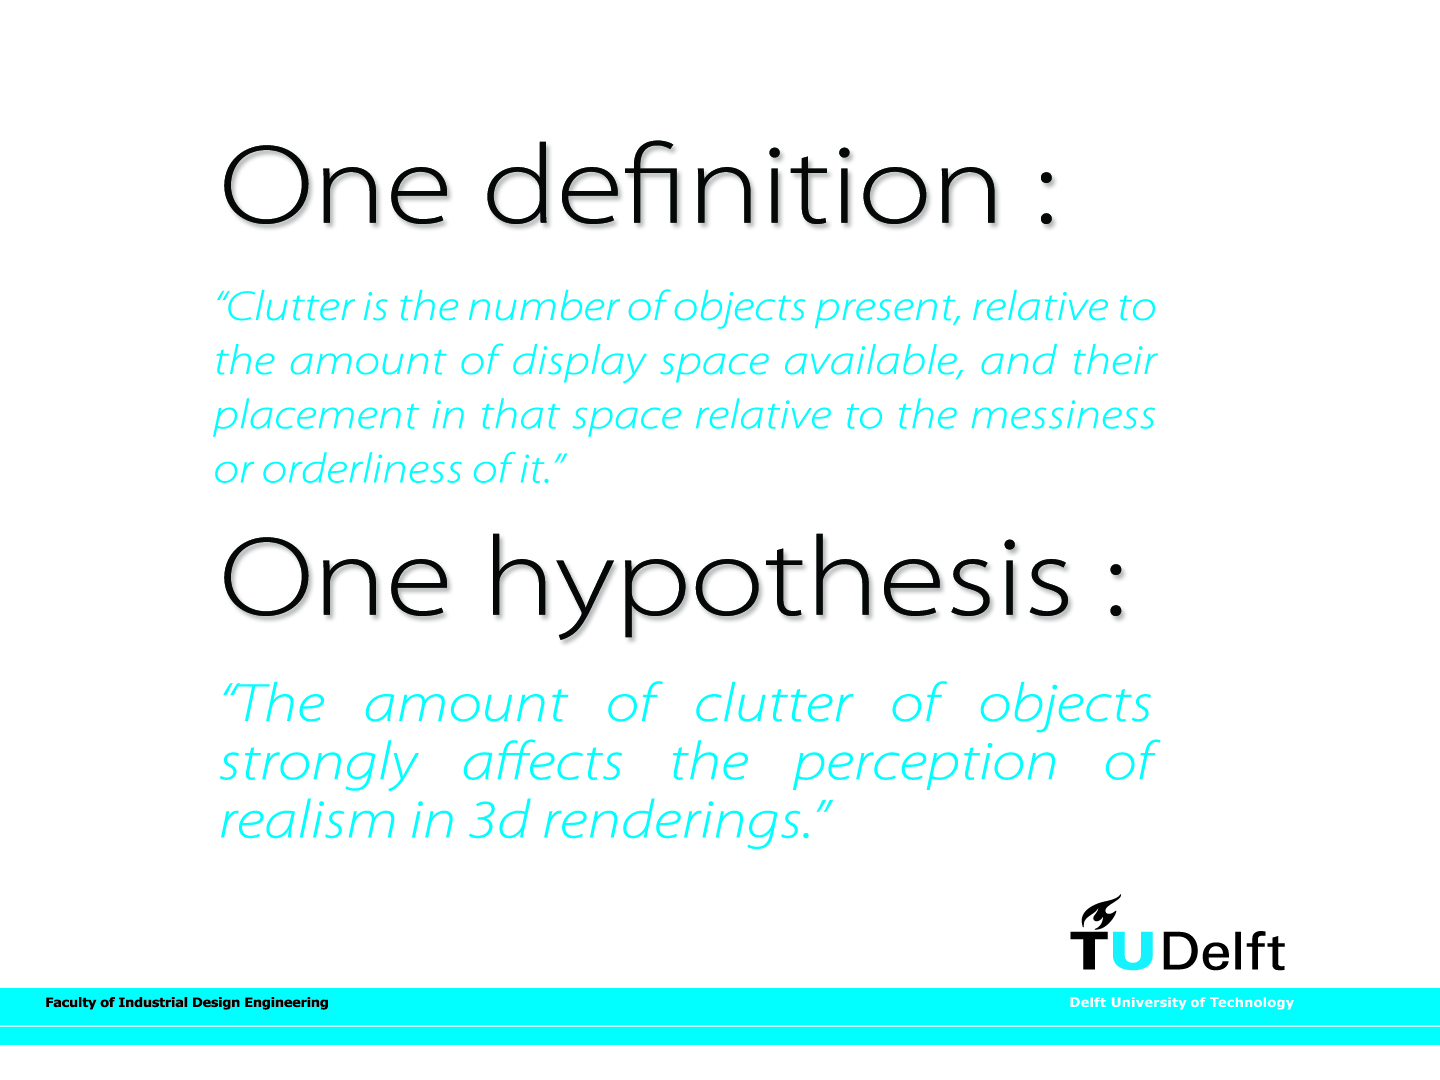 One definition :
“Clutter is the number of objects present, relative to
the amount of display space available, and their
placement in that space relative to the messiness
or orderliness of it.”
One hypothesis :
“The amount of clutter of objects
strongly affects the perception of
realism in 3d renderings.”
TUDelft
Faculty of Industrial Design Engineering
Delft University of Technology